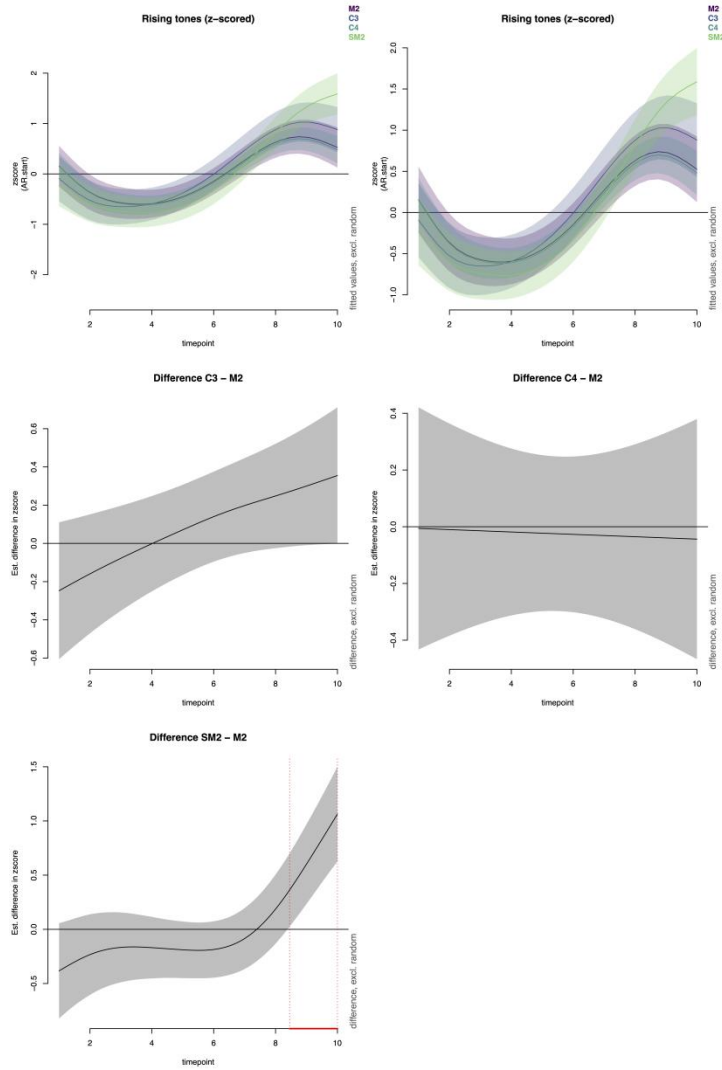 M2
C3
C4
SM2
Rising tones (z−scored)
2
1
0
−1
−2
zscore
(AR.start)
2 4 6 8 10
timepoint
fitted values, excl. random
M2
C3
C4
SM2
Rising tones (z−scored)
2.0
1.5
1.0
0.5
0.0
−0.5
−1.0
zscore
(AR.start)
2 4 6 8 10
timepoint
fitted values, excl. random
Difference C3 − M2
0.6
0.4
0.2
0.0
−0.2
−0.4
−0.6
Est. difference in zscore
2 4 6 8 10
timepoint
difference, excl. random
Difference C4 − M2
0.4
0.2
0.0
−0.2
−0.4
Est. difference in zscore
2 4 6 8 10
timepoint
difference, excl. random
Difference SM2 − M2
1.5
1.0
0.5
0.0
−0.5
Est. difference in zscore
2 4 6 8 10
timepoint
difference, excl. random